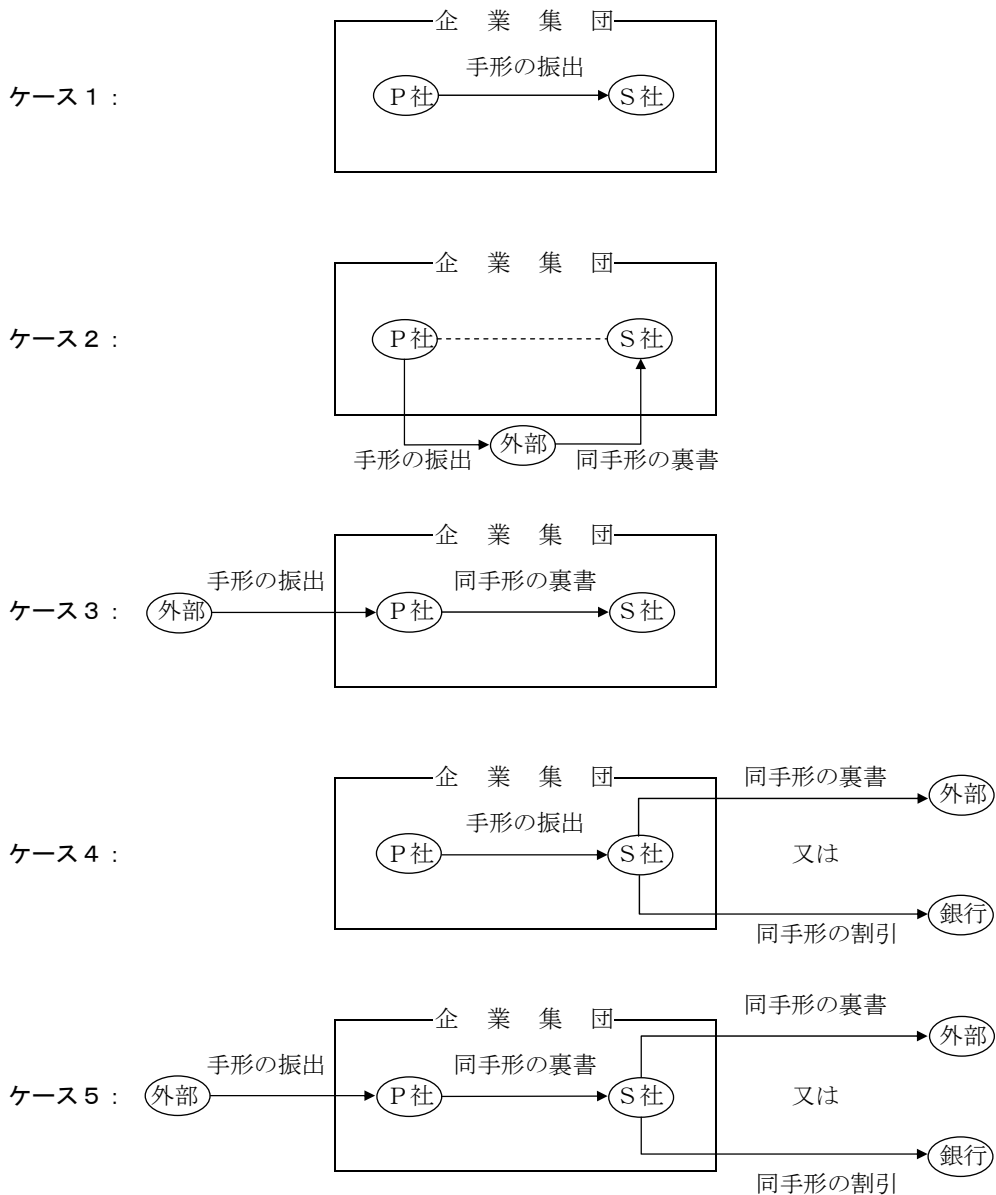 企 業 集 団
手形の振出
ケース1: P社 S社
企 業 集 団
ケース2: P社 S社
外部
手形の振出 同手形の裏書
企 業 集 団
手形の振出 同手形の裏書
ケース3: 外部 P社 S社
企 業 集 団 同手形の裏書
外部
手形の振出
ケース4: P社 S社 又は
銀行
同手形の割引
同手形の裏書
企 業 集 団
外部
手形の振出 同手形の裏書
ケース5: 外部 P社 S社 又は
銀行
同手形の割引